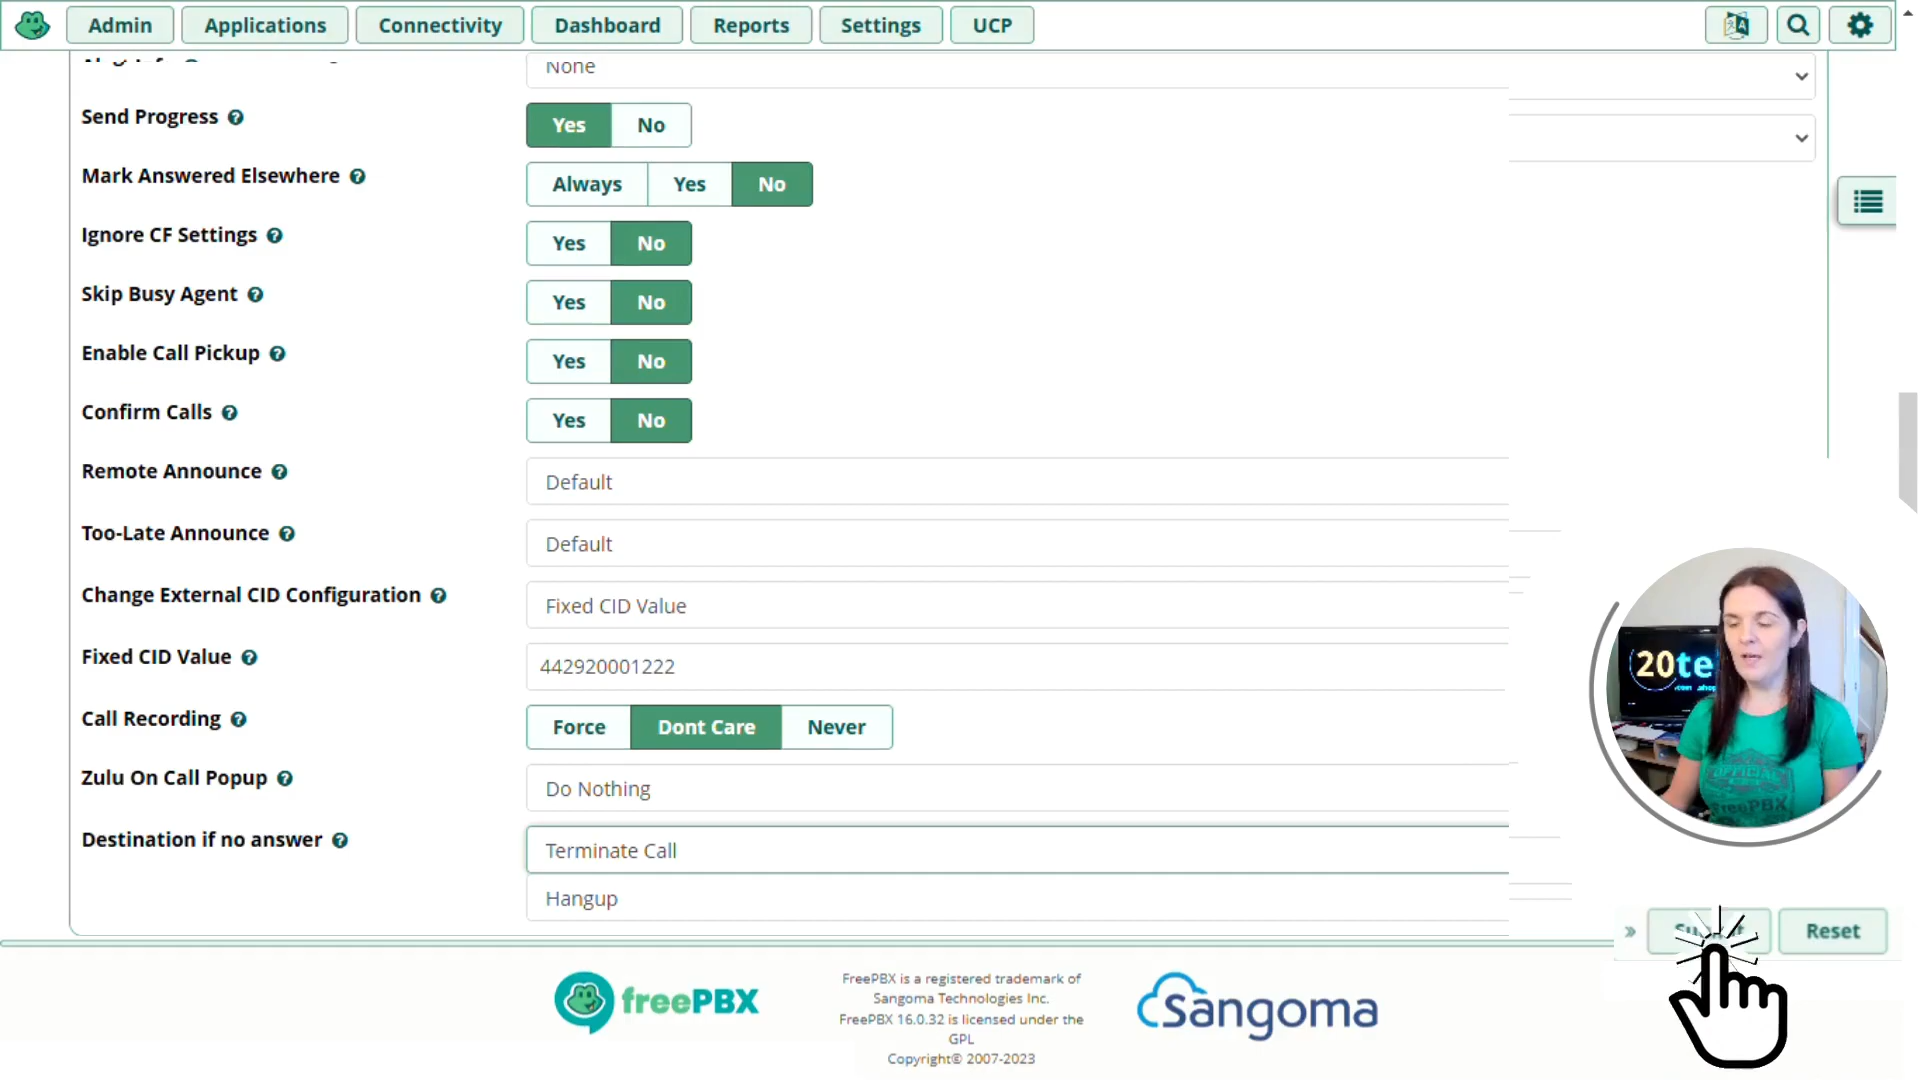 Admin Applications Connectivity Dashboard Reports Settings UCP
None
Send Progress
Yes No
Mark Answered Elsewhere
Always Yes No
Ignore CF Settings
Yes No
Skip Busy Agent
Yes No
Enable Call Pickup
Yes No
Confirm Calls
Yes No
Remote Announce
Default
Too-Late Announce
Default
Change External CID Configuration
Fixed CID Value
Fixed CID Value
442920001222
Call Recording
Force Dont Care Never
Zulu On Call Popup
Do Nothing
Destination if no answer
Terminate Call
Hangup
20te
OFFICIAL
FreePBX
» Reset
freePBX
FreePBX is a registered trademark of
Sangoma Technologies Inc.
FreePBX 16.0.32 is licensed under the
GPL
Copyright© 2007-2023
Sangoma